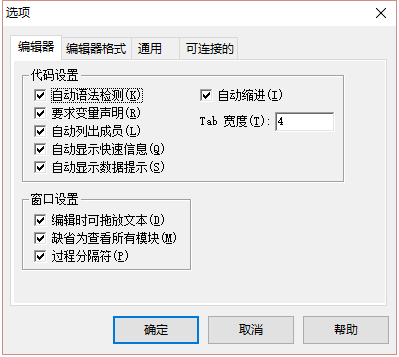 选项
编辑器 编辑器格式 通用 可连接的
代码设置
自动语法检测(K) 自动缩进(I)
要求变量声明(R) Tab 宽度(T): 4
自动列出成员(L)
自动显示快速信息(Q)
自动显示数据提示(S)
窗口设置
编辑时可拖放文本(D)
缺省为查看所有模块(M)
过程分隔符(P)
确定 取消 帮助